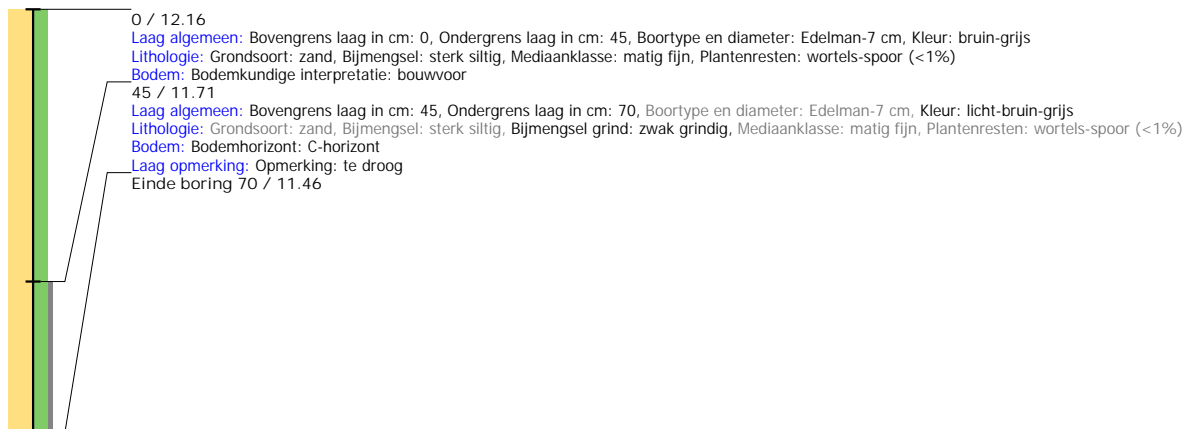 0 / 12.16
Laag algemeen: Bovengrens laag in cm: 0, Ondergrens laag in cm: 45, Boortype en diameter: Edelman-7 cm, Kleur: bruin-grijs
Lithologie: Grondsoort: zand, Bijmengsel: sterk siltig, Mediaanklasse: matig fijn, Plantenresten: wortels-spoor (<1%)
Bodem: Bodemkundige interpretatie: bouwvoor
45 / 11.71
Laag algemeen: Bovengrens laag in cm: 45, Ondergrens laag in cm: 70, Boortype en diameter: Edelman-7 cm, Kleur: licht-bruin-grijs
Lithologie: Grondsoort: zand, Bijmengsel: sterk siltig, Bijmengsel grind: zwak grindig, Mediaanklasse: matig fijn, Plantenresten: wortels-spoor (<1%)
Bodem: Bodemhorizont: C-horizont
Laag opmerking: Opmerking: te droog
Einde boring 70 / 11.46